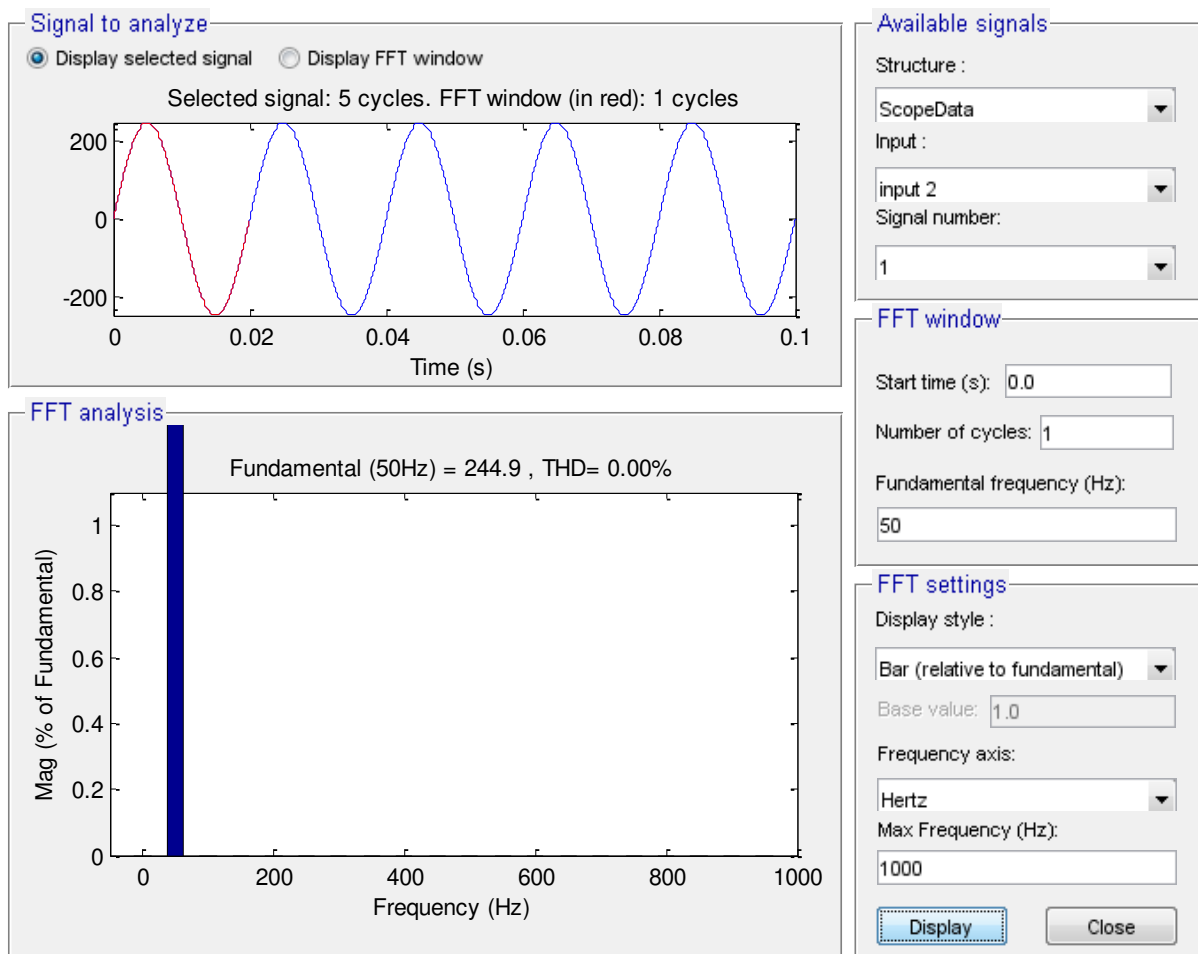 Signal to analyze
Display selected signal
Display FFT window
Selected signal: 5 cycles. FFT window (in red): 1 cycles
200
0
-200
0
0.02
0.04
0.06
0.08
0.1
Time (s)
FFT analysis
Fundamental (50Hz) = 244.9 , THD= 0.00%
1
0.8
0.6
0.4
0.2
0
Mag (% of Fundamental)
0
200
400
600
800
1000
Frequency (Hz)
Available signals
Structure :
ScopeData
Input :
input 2
Signal number:
1
FFT window
Start time (s): 0.0
Number of cycles: 1
Fundamental frequency (Hz):
50
FFT settings
Display style :
Bar (relative to fundamental)
Base value: 1.0
Frequency axis:
Hertz
Max Frequency (Hz):
1000
Display
Close